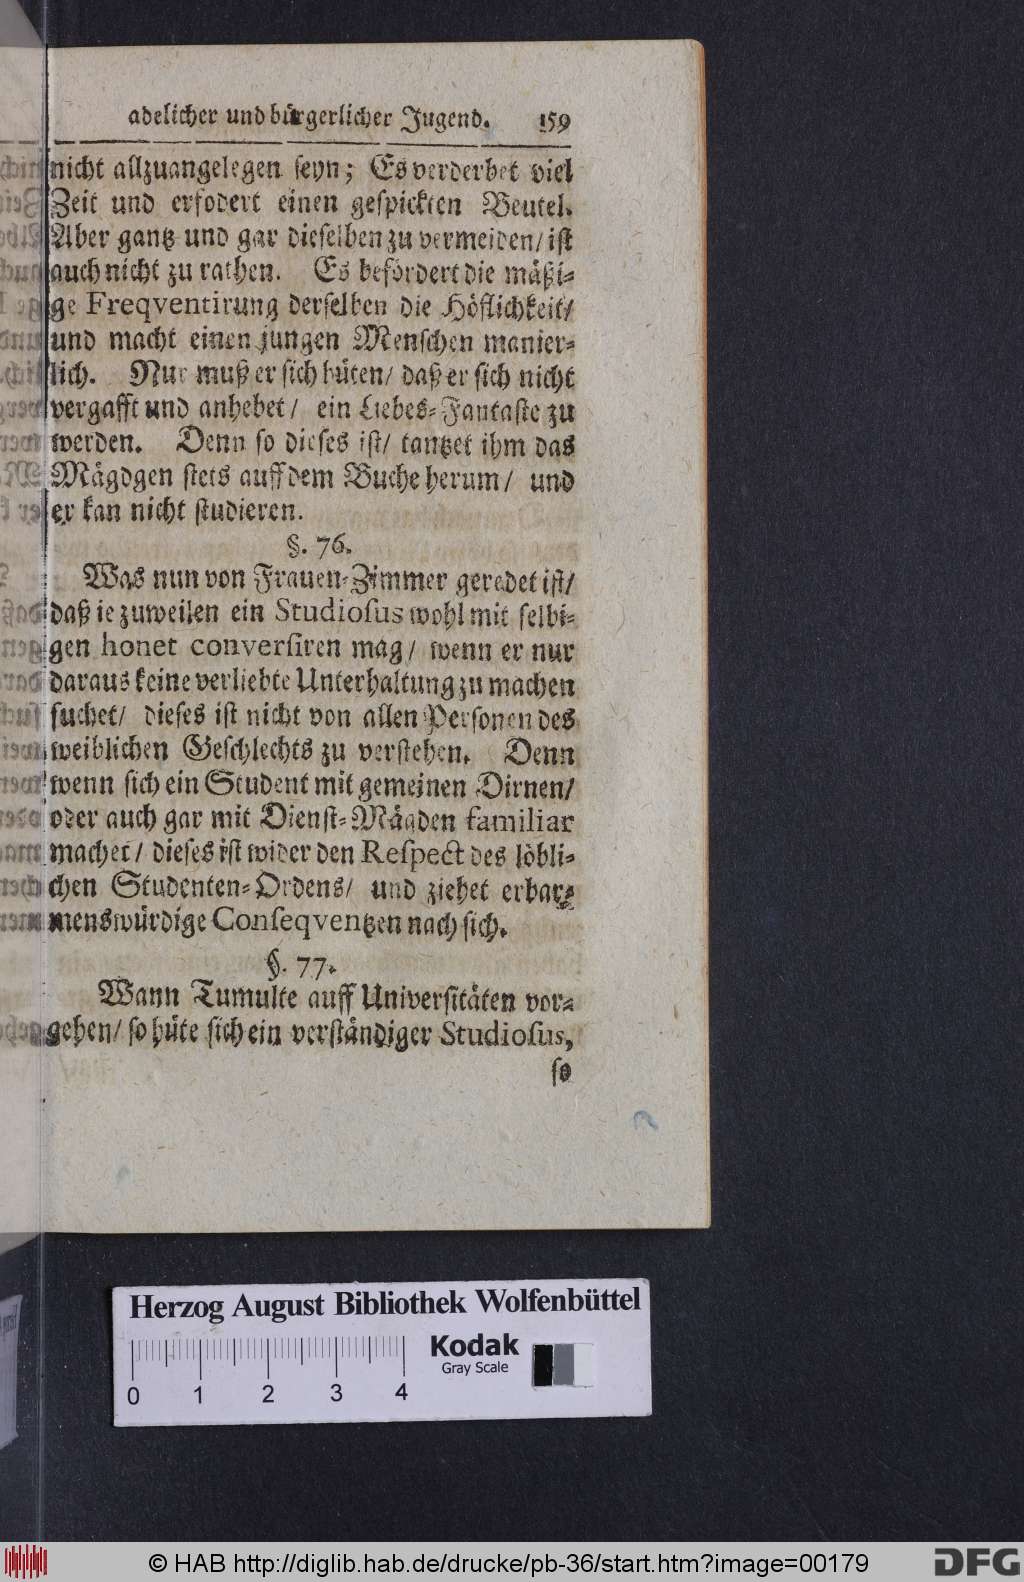 adelicher und bürgerlicher Jugend. 159
nicht allzuangelegen seyn; Es verderbet viel
Zeit und erfodert einen gespickten Beutel.
Aber gantz und gar dieselben zu vermeiden/ ist
auch nicht zu rathen. Es befördert die mäßi-
ge Freqventirung derselben die Höflichkeit/
und macht einen jungen Menschen manier-
lich. Nur muß er sich hüten/ daß er sich nicht
vergafft und anhebet/ ein Liebes-Fantaste zu
werden. Denn so dieses ist/ tantzet ihm das
Mägdgen stets auff dem Buche herum/ und
er kan nicht studieren.
§. 76.
Was nun von Frauen-Zimmer geredet ist/
daß ie zuweilen ein Studiosus wohl mit selbi-
gen honet conversiren mag/ wenn er nur
daraus keine verliebte Unterhaltung zu machen
suchet/ dieses ist nicht von allen Personen des
weiblichen Geschlechts zu verstehen. Denn
wenn sich ein Student mit gemeinen Dirnen/
oder auch gar mit Dienst-Mägden familiar
machet/ dieses ist wider den Respect des löbli-
chen Studenten-Ordens/ und ziehet erbar-
menswürdige Conseqventzen nach sich.
§. 77.
Wann Tumulte auff Universitäten vor-
gehen/ so hüte sich ein verständiger Studiosus,
so
Herzog August Bibliothek Wolfenbüttel
Kodak
Gray Scale
0 1 2 3 4
© HAB http://diglib.hab.de/drucke/pb-36/start.htm?image=00179
DFG